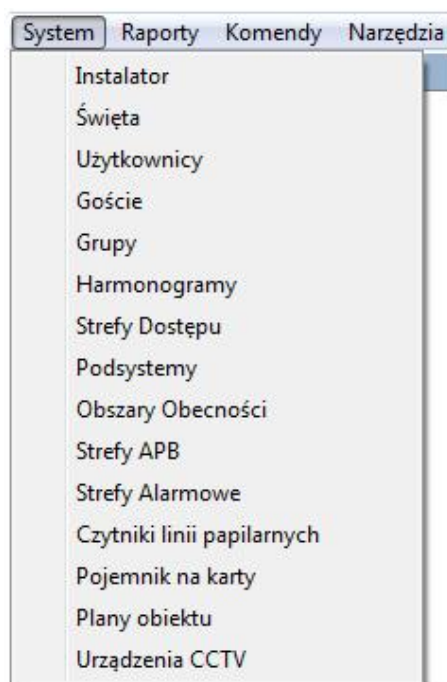 System Raporty Komendy Narzędzia
Instalator
Święta
Użytkownicy
Goście
Grupy
Harmonogramy
Strefy Dostępu
Podsystemy
Obszary Obecności
Strefy APB
Strefy Alarmowe
Czytniki linii papilarnych
Pojemnik na karty
Plany obiektu
Urządzenia CCTV